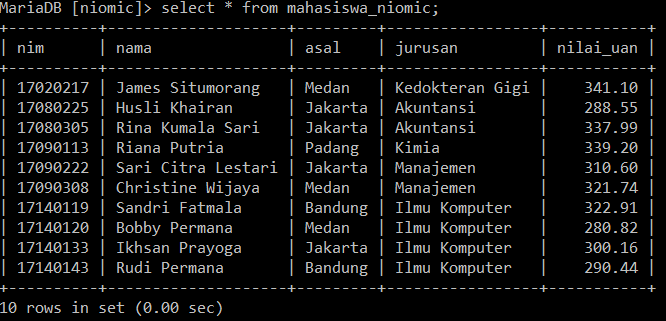 MariaDB [niomic]> select * from mahasiswa_niomic;
+----------+---------------------+---------+-----------------+-----------+
| nim      | nama                | asal    | jurusan         | nilai_uan |
+----------+---------------------+---------+-----------------+-----------+
| 17020217 | James Situmorang    | Medan   | Kedokteran Gigi |    341.10 |
| 17080225 | Husli Khairan       | Jakarta | Akuntansi       |    288.55 |
| 17080305 | Rina Kumala Sari    | Jakarta | Akuntansi       |    337.99 |
| 17090113 | Riana Putria        | Padang  | Kimia           |    339.20 |
| 17090222 | Sari Citra Lestari  | Jakarta | Manajemen       |    310.60 |
| 17090308 | Christine Wijaya    | Medan   | Manajemen       |    321.74 |
| 17140119 | Sandri Fatmala      | Bandung | Ilmu Komputer   |    322.91 |
| 17140120 | Bobby Permana       | Medan   | Ilmu Komputer   |    280.82 |
| 17140133 | Ikhsan Prayoga      | Jakarta | Ilmu Komputer   |    300.16 |
| 17140143 | Rudi Permana        | Bandung | Ilmu Komputer   |    290.44 |
+----------+---------------------+---------+-----------------+-----------+
10 rows in set (0.00 sec)